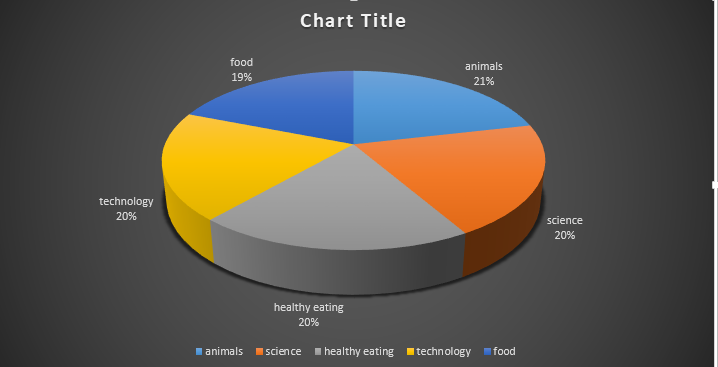 Chart Title
food
19%
animals
21%
technology
20%
science
20%
healthy eating
20%
animals science healthy eating technology food